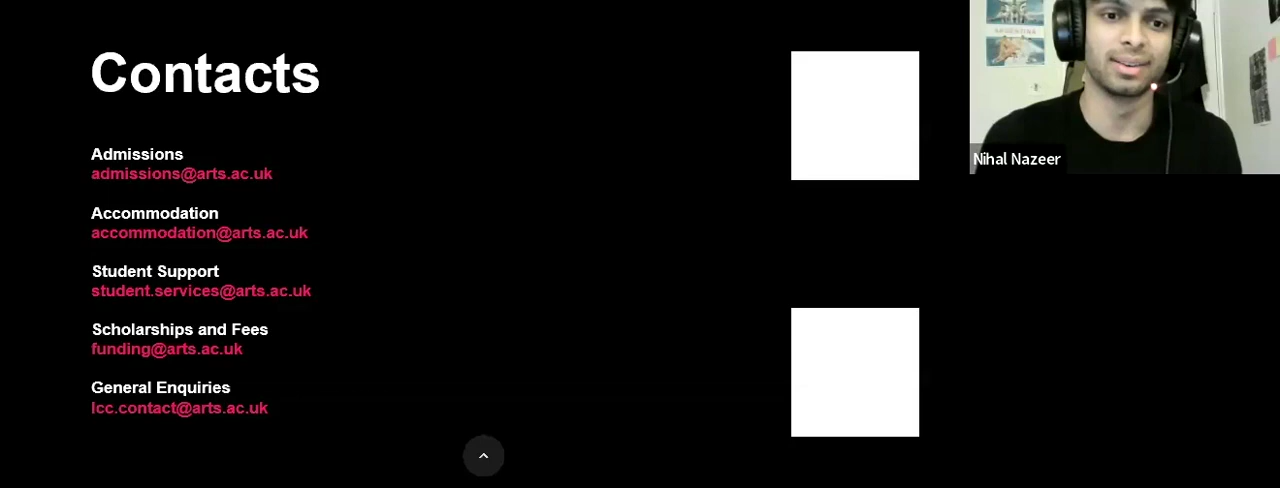 Contacts
Admissions
admissions@arts.ac.uk
Accommodation
accommodation@arts.ac.uk
Student Support
student.services@arts.ac.uk
Scholarships and Fees
funding@arts.ac.uk
General Enquiries
lcc.contact@arts.ac.uk
ARGENTINA
Nihal Nazeer